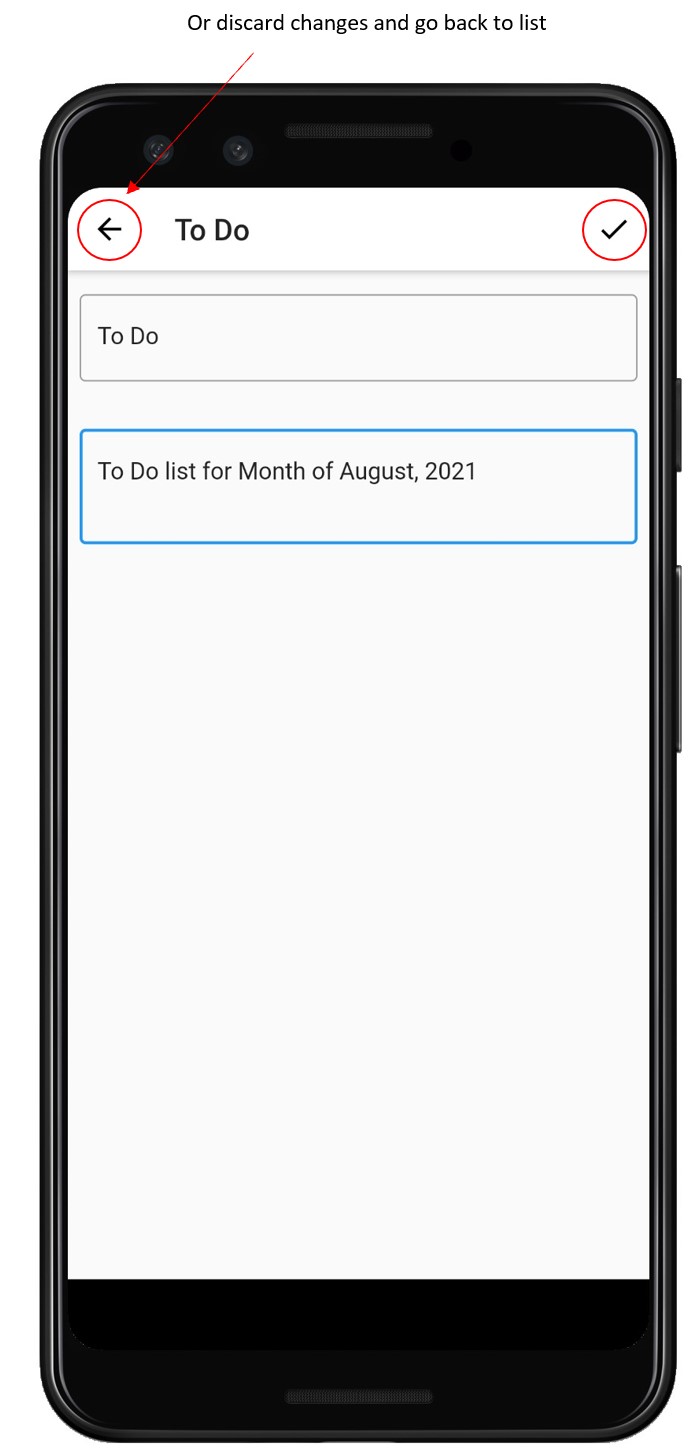 Or discard changes and go back to list
To Do
To Do
To Do list for Month of August, 2021